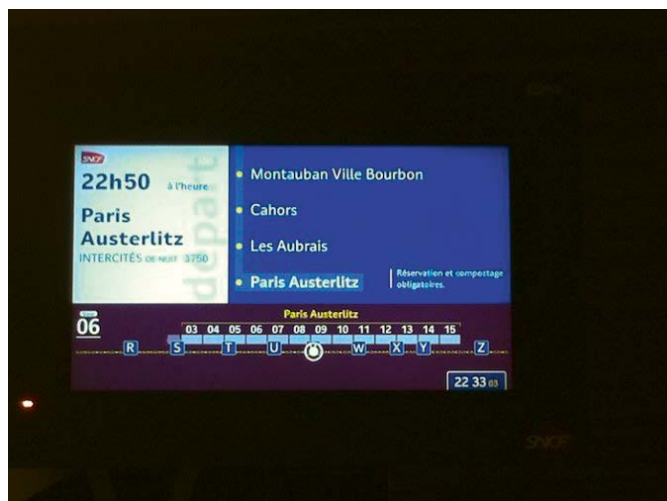 SNCF
22h50 à l'heure
Paris
Austerlitz
INTERCITÉS DE NUIT 3750
départ
Montauban Ville Bourbon
Cahors
Les Aubrais
Paris Austerlitz
Réservation et compostage
obligatoires.
06
Paris Austerlitz
03 04 05 06 07 08 09 10 11 12 13 14 15
R S T U W X Y Z
22 33 03
SNCF